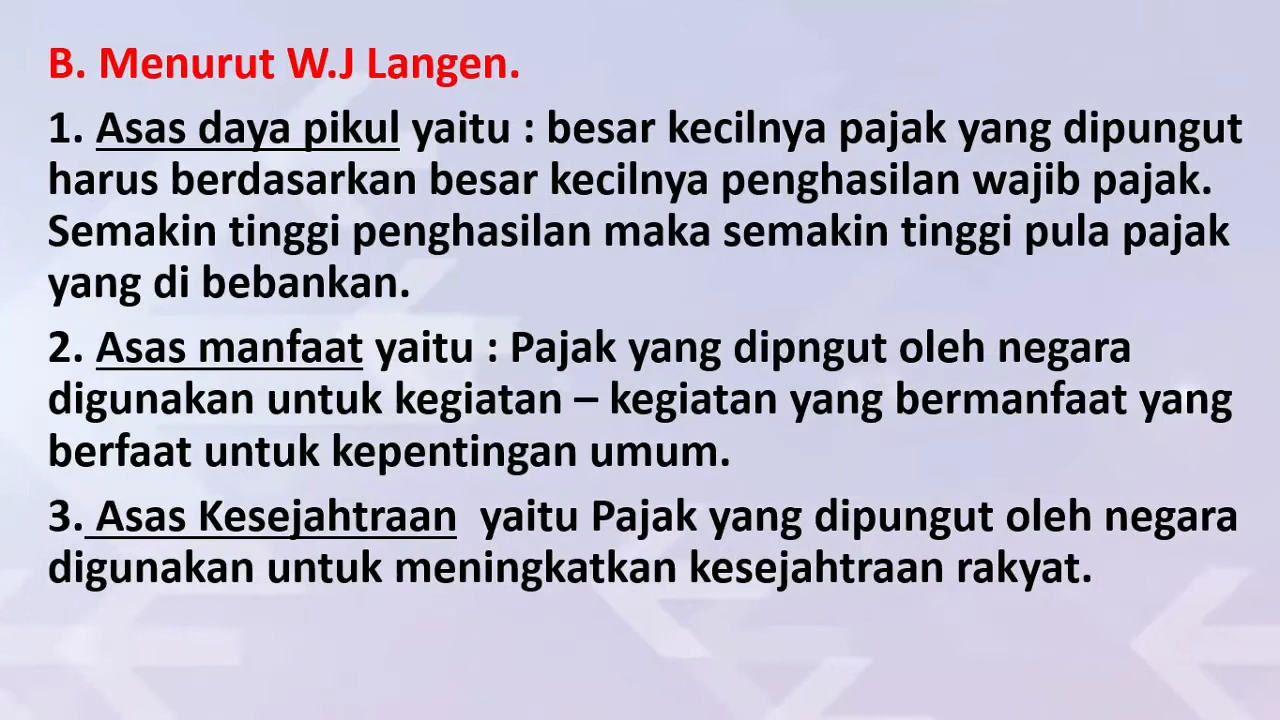 B. Menurut W.J Langen.
1. Asas daya pikul yaitu : besar kecilnya pajak yang dipungut
harus berdasarkan besar kecilnya penghasilan wajib pajak.
Semakin tinggi penghasilan maka semakin tinggi pula pajak
yang di bebankan.
2. Asas manfaat yaitu : Pajak yang dipngut oleh negara
digunakan untuk kegiatan – kegiatan yang bermanfaat yang
berfaat untuk kepentingan umum.
3. Asas Kesejahtraan  yaitu Pajak yang dipungut oleh negara
digunakan untuk meningkatkan kesejahtraan rakyat.